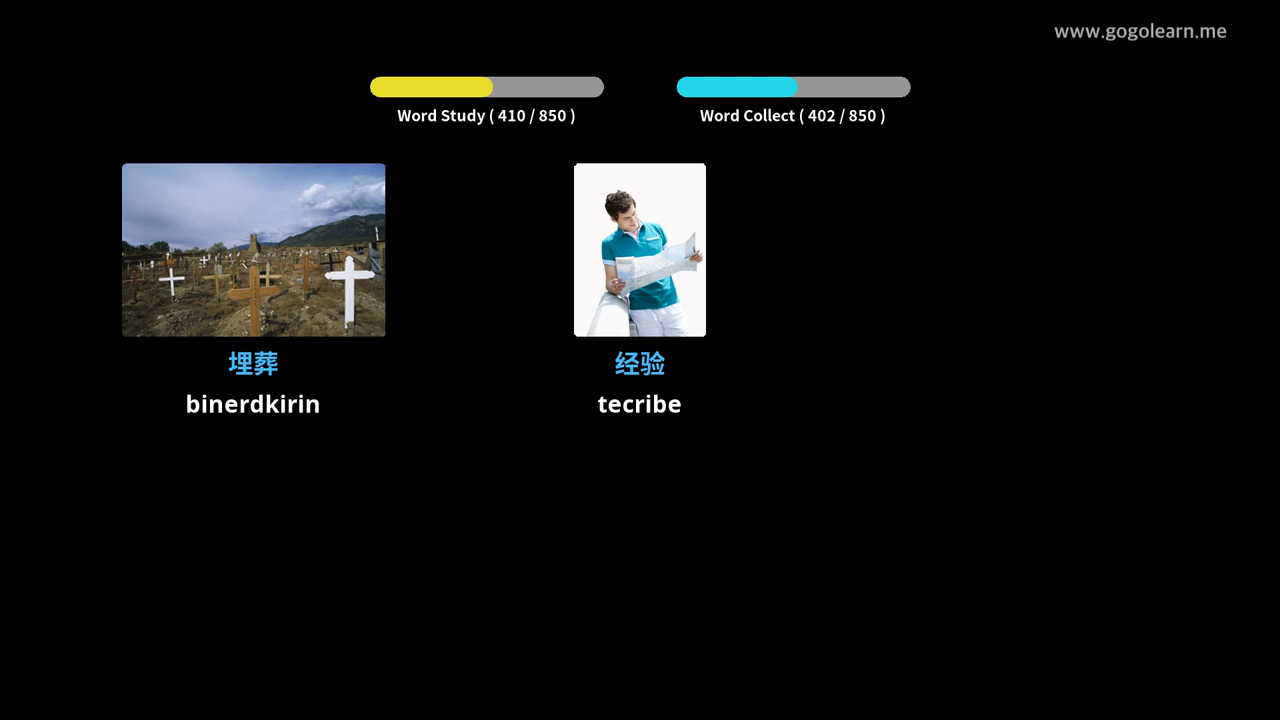 www.gogolearn.me
Word Study ( 410 / 850 )
Word Collect ( 402 / 850 )
埋葬
binerdkirin
经验
tecribe